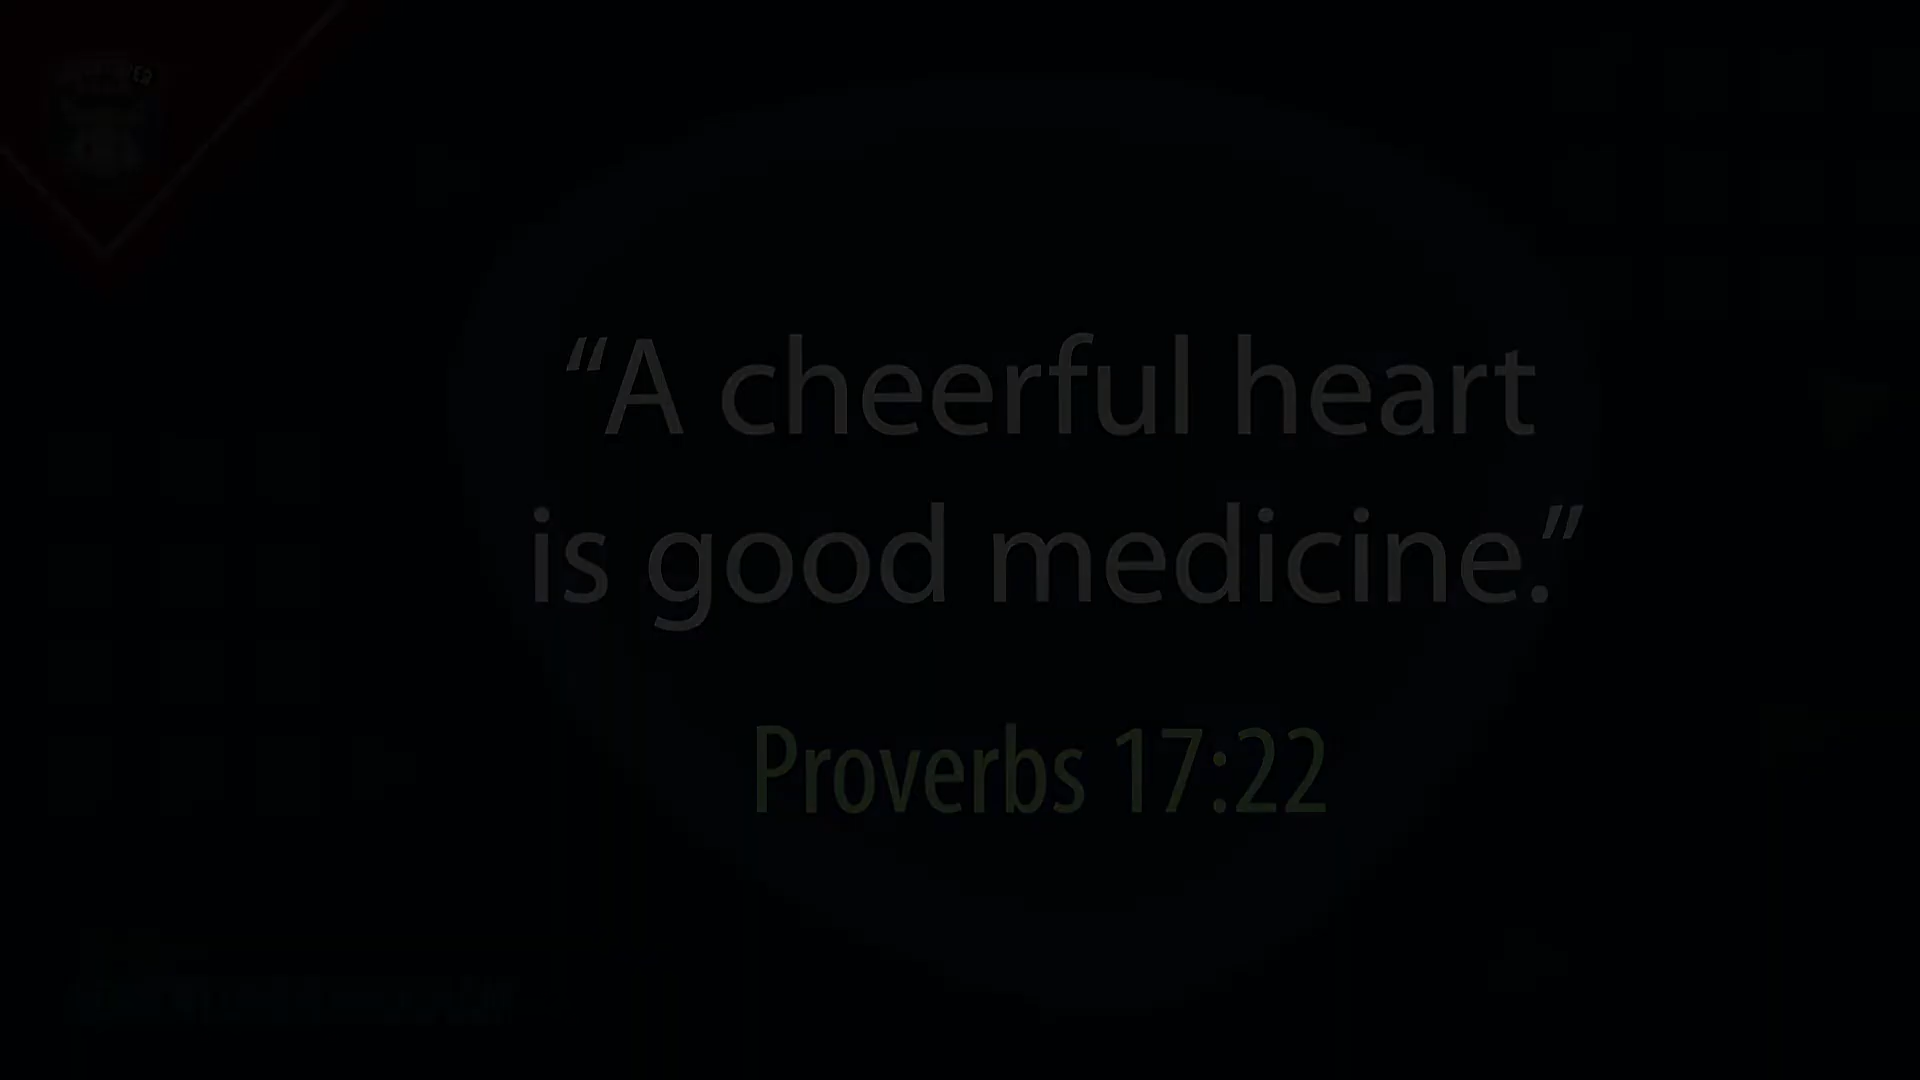 “A cheerful heart
is good medicine.”
Proverbs 17:22